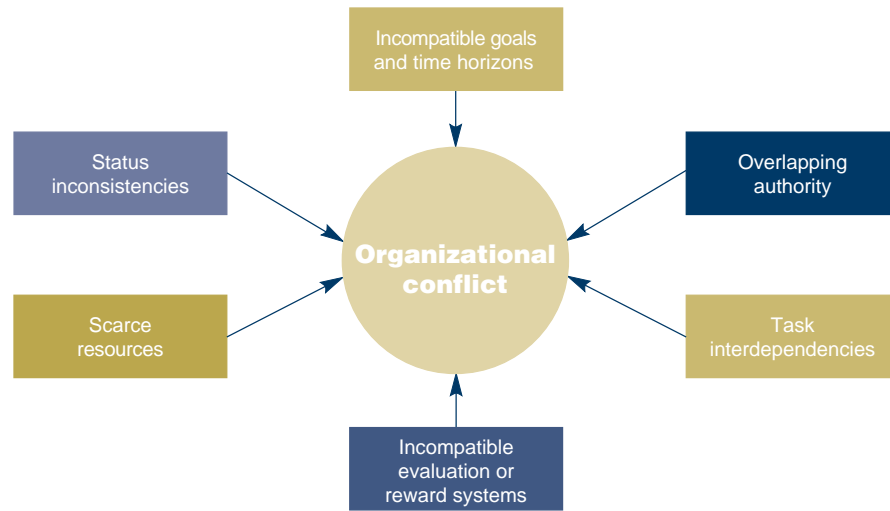 Incompatible goals
and time horizons
Status
inconsistencies
Overlapping
authority
Organizational
conflict
Scarce
resources
Task
interdependencies
Incompatible
evaluation or
reward systems